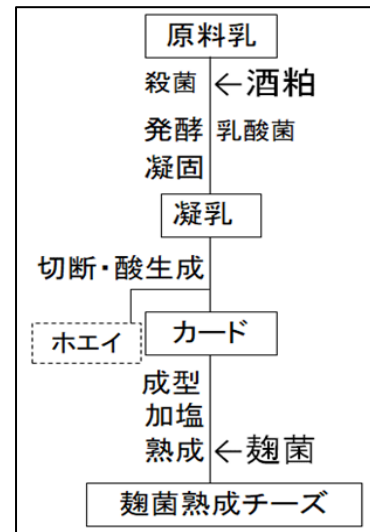 原料乳
殺菌 ←酒粕
発酵 乳酸菌
凝固
凝乳
切断・酸生成
ホエイ カード
成型
加塩
熟成 ←麹菌
麹菌熟成チーズ